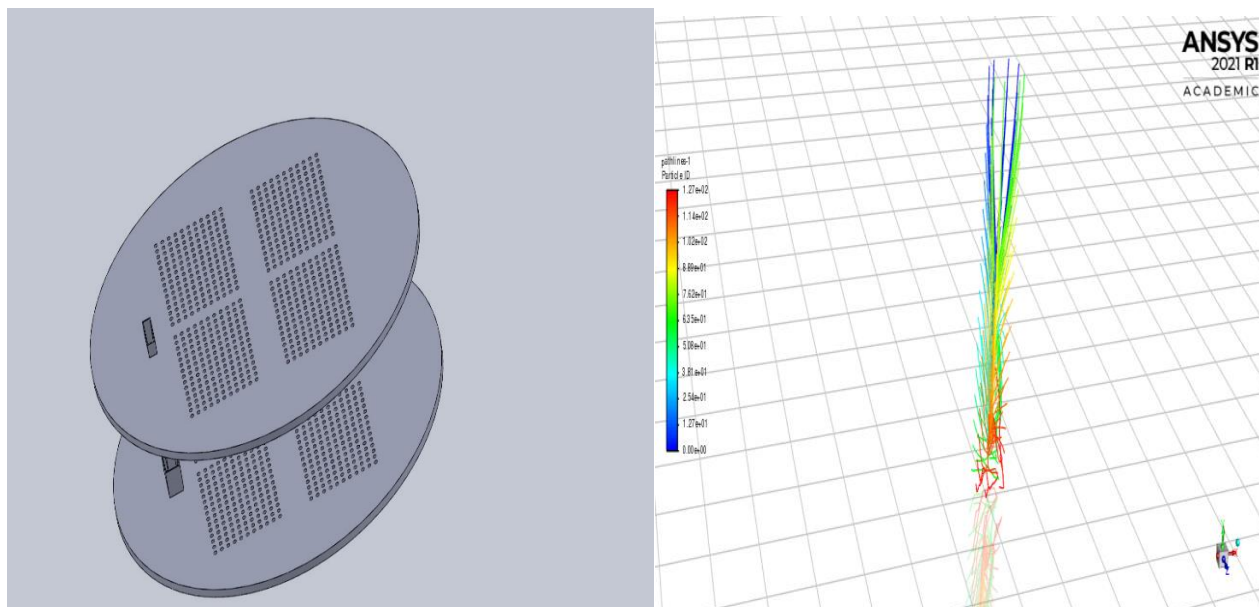 ANSYS
2021 R1
ACADEMIC
pathlines-1
Particle ID
1.27e+02
1.14e+02
1.02e+02
8.89e+01
7.62e+01
6.35e+01
5.08e+01
3.81e+01
2.54e+01
1.27e+01
0.00e+00